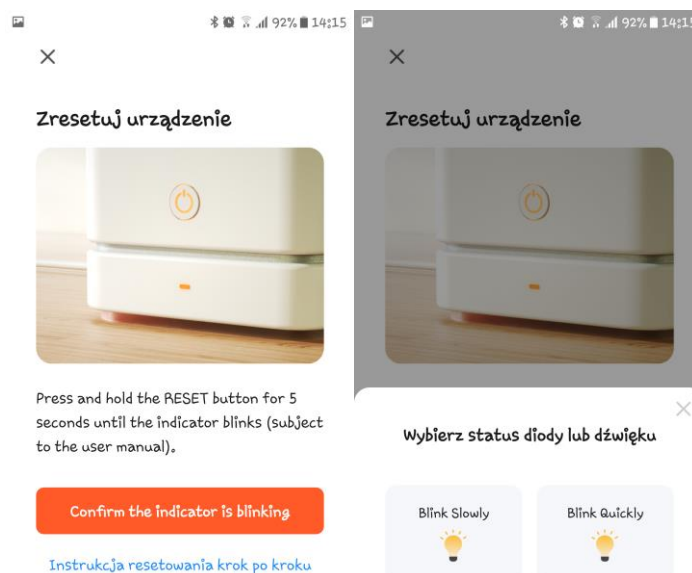 92% 14:15
Zresetuj urządzenie
Press and hold the RESET button for 5
seconds until the indicator blinks (subject
to the user manual).
Confirm the indicator is blinking
Instrukcja resetowania krok po kroku
92% 14:15
Zresetuj urządzenie
Wybierz status diody lub dźwięku
Blink Slowly
Blink Quickly